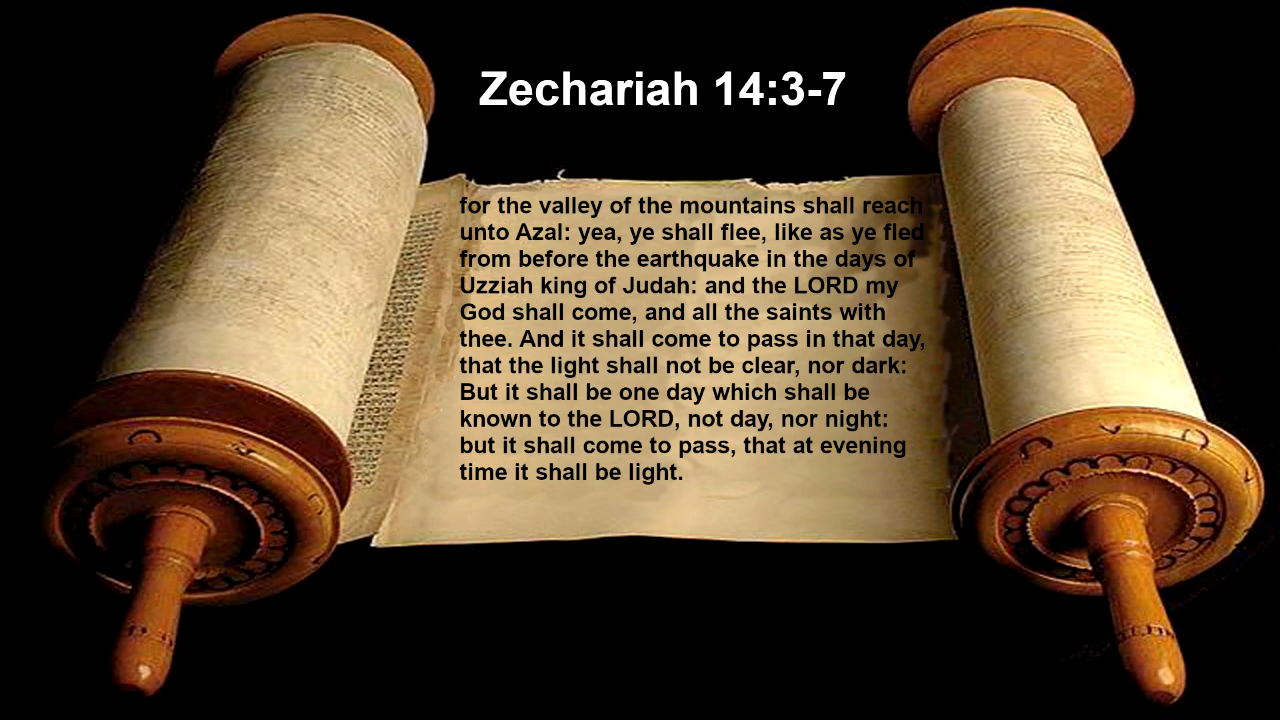 Zechariah 14:3-7
for the valley of the mountains shall reach
unto Azal: yea, ye shall flee, like as ye fled
from before the earthquake in the days of
Uzziah king of Judah: and the LORD my
God shall come, and all the saints with
thee. And it shall come to pass in that day,
that the light shall not be clear, nor dark:
But it shall be one day which shall be
known to the LORD, not day, nor night:
but it shall come to pass, that at evening
time it shall be light.